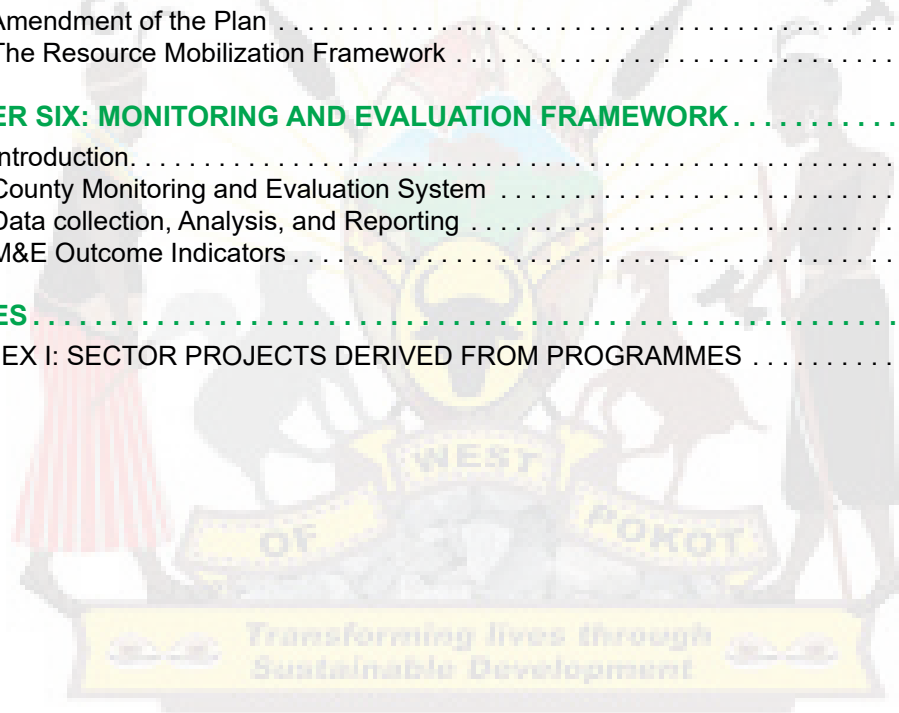 Amendment of the Plan . . . . . . . . . . . . . . . . . . . . . . . . . . . . . . . . . . . . . . . . . .
The Resource Mobilization Framework . . . . . . . . . . . . . . . . . . . . . . . . . . . . . .
ER SIX: MONITORING AND EVALUATION FRAMEWORK . . . . . . . . . . .
Introduction. . . . . . . . . . . . . . . . . . . . . . . . . . . . . . . . . . . . . . . . . . . . . . . . . . . .
County Monitoring and Evaluation System . . . . . . . . . . . . . . . . . . . . . . . . . . .
Data collection, Analysis, and Reporting . . . . . . . . . . . . . . . . . . . . . . . . . . . . .
M&E Outcome Indicators . . . . . . . . . . . . . . . . . . . . . . . . . . . . . . . . . . . . . . . . .
ES . . . . . . . . . . . . . . . . . . . . . . . . . . . . . . . . . . . . . . . . . . . . . . . . . . . . . . . .
EX I: SECTOR PROJECTS DERIVED FROM PROGRAMMES . . . . . . . . . .
WEST
OF POKOT
Transforming lives through
Sustainable Development